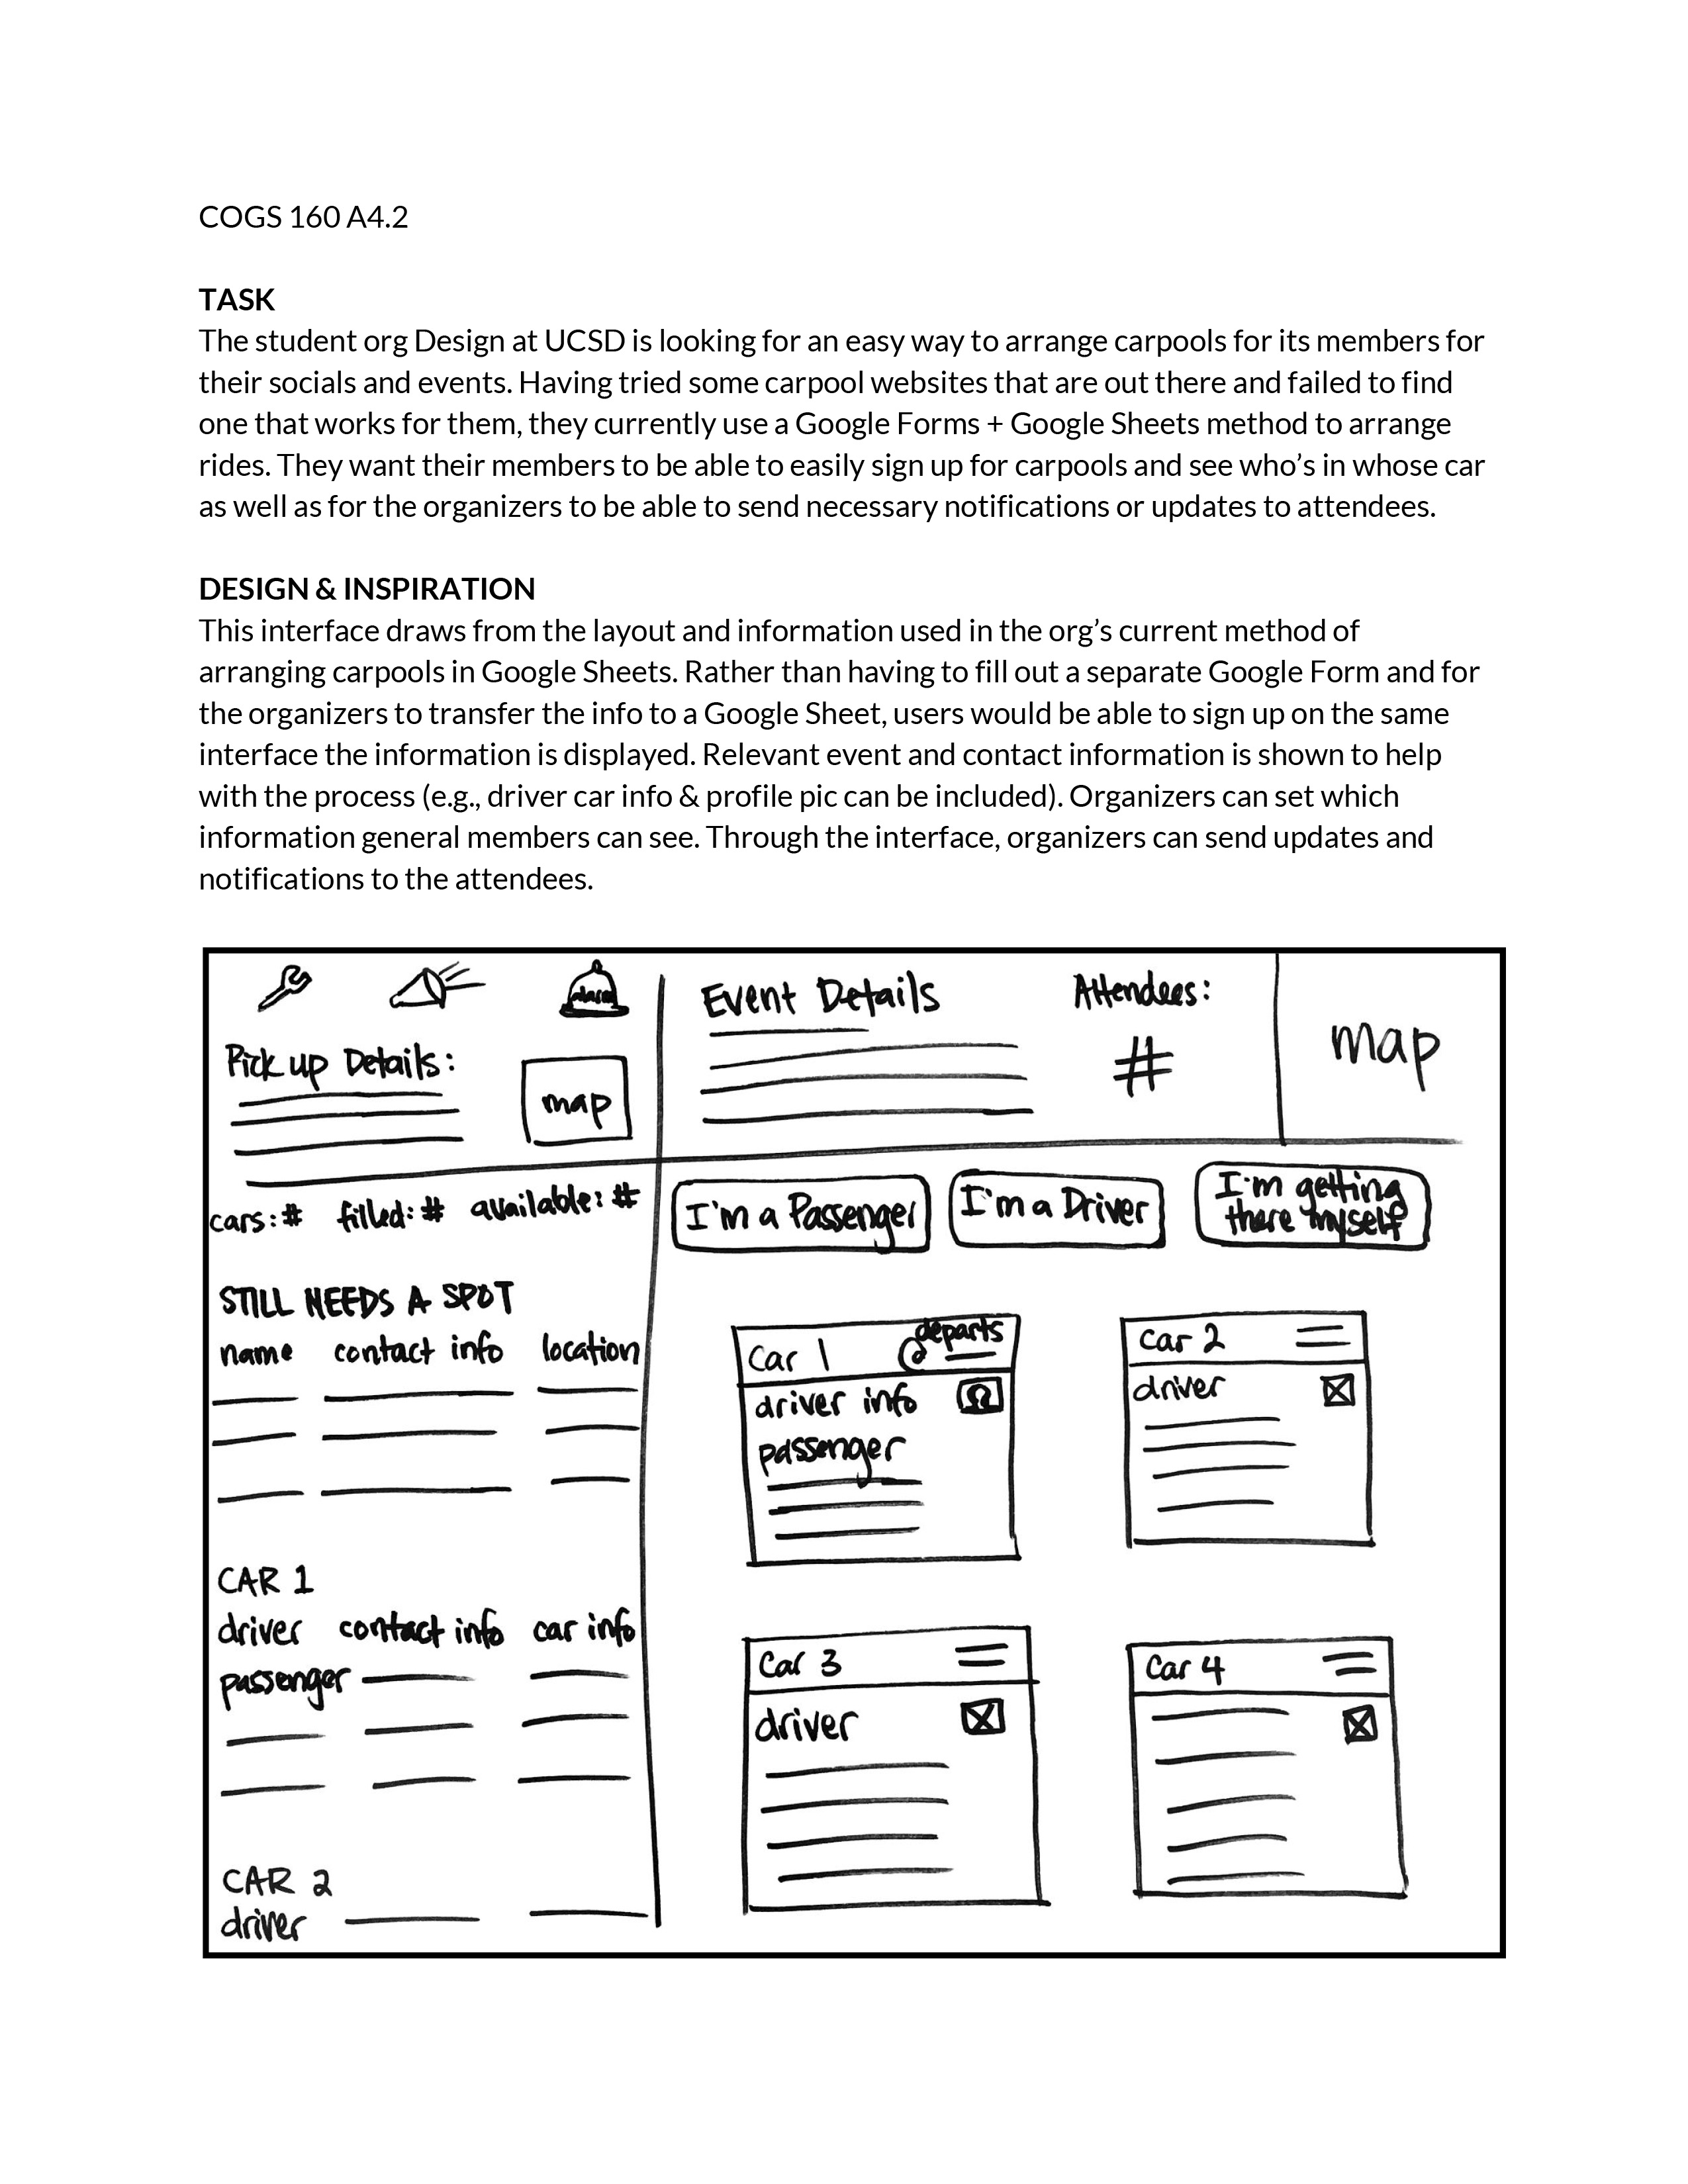 COGS 160 A4.2
TASK
The student org Design at UCSD is looking for an easy way to arrange carpools for its members for
their socials and events. Having tried some carpool websites that are out there and failed to find
one that works for them, they currently use a Google Forms + Google Sheets method to arrange
rides. They want their members to be able to easily sign up for carpools and see who's in whose car
as well as for the organizers to be able to send necessary notifications or updates to attendees.
DESIGN & INSPIRATION
This interface draws from the layout and information used in the org's current method of
arranging carpools in Google Sheets. Rather than having to fill out a separate Google Form and for
the organizers to transfer the info to a Google Sheet, users would be able to sign up on the same
interface the information is displayed. Relevant event and contact information is shown to help
with the process (e.g., driver car info & profile pic can be included). Organizers can set which
information general members can see. Through the interface, organizers can send updates and
notifications to the attendees.
Pick up Details:
map
Event Details
Attendees:
#
map
cars: # filled: # available: #
I'm a Passenger
I'm a Driver
I'm getting
there myself
STILL NEEDS A SPOT
name contact info location
CAR 1
driver contact info car info
passenger
CAR 2
driver
Car 1
departs
driver info
passenger
Car 2
driver
Car 3
driver
Car 4